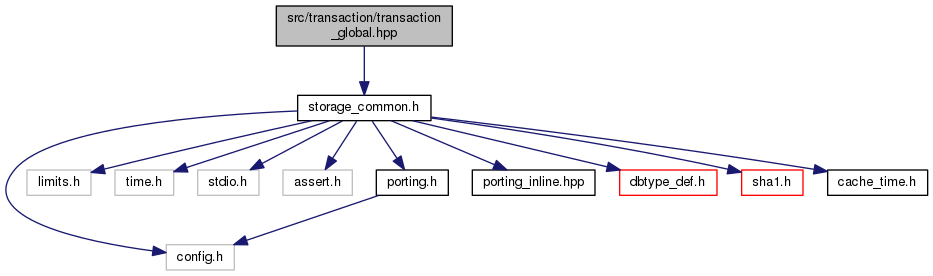 src/transaction/transaction
_global.hpp
storage_common.h
limits.h
time.h
stdio.h
assert.h
porting.h
porting_inline.hpp
dbtype_def.h
sha1.h
cache_time.h
config.h